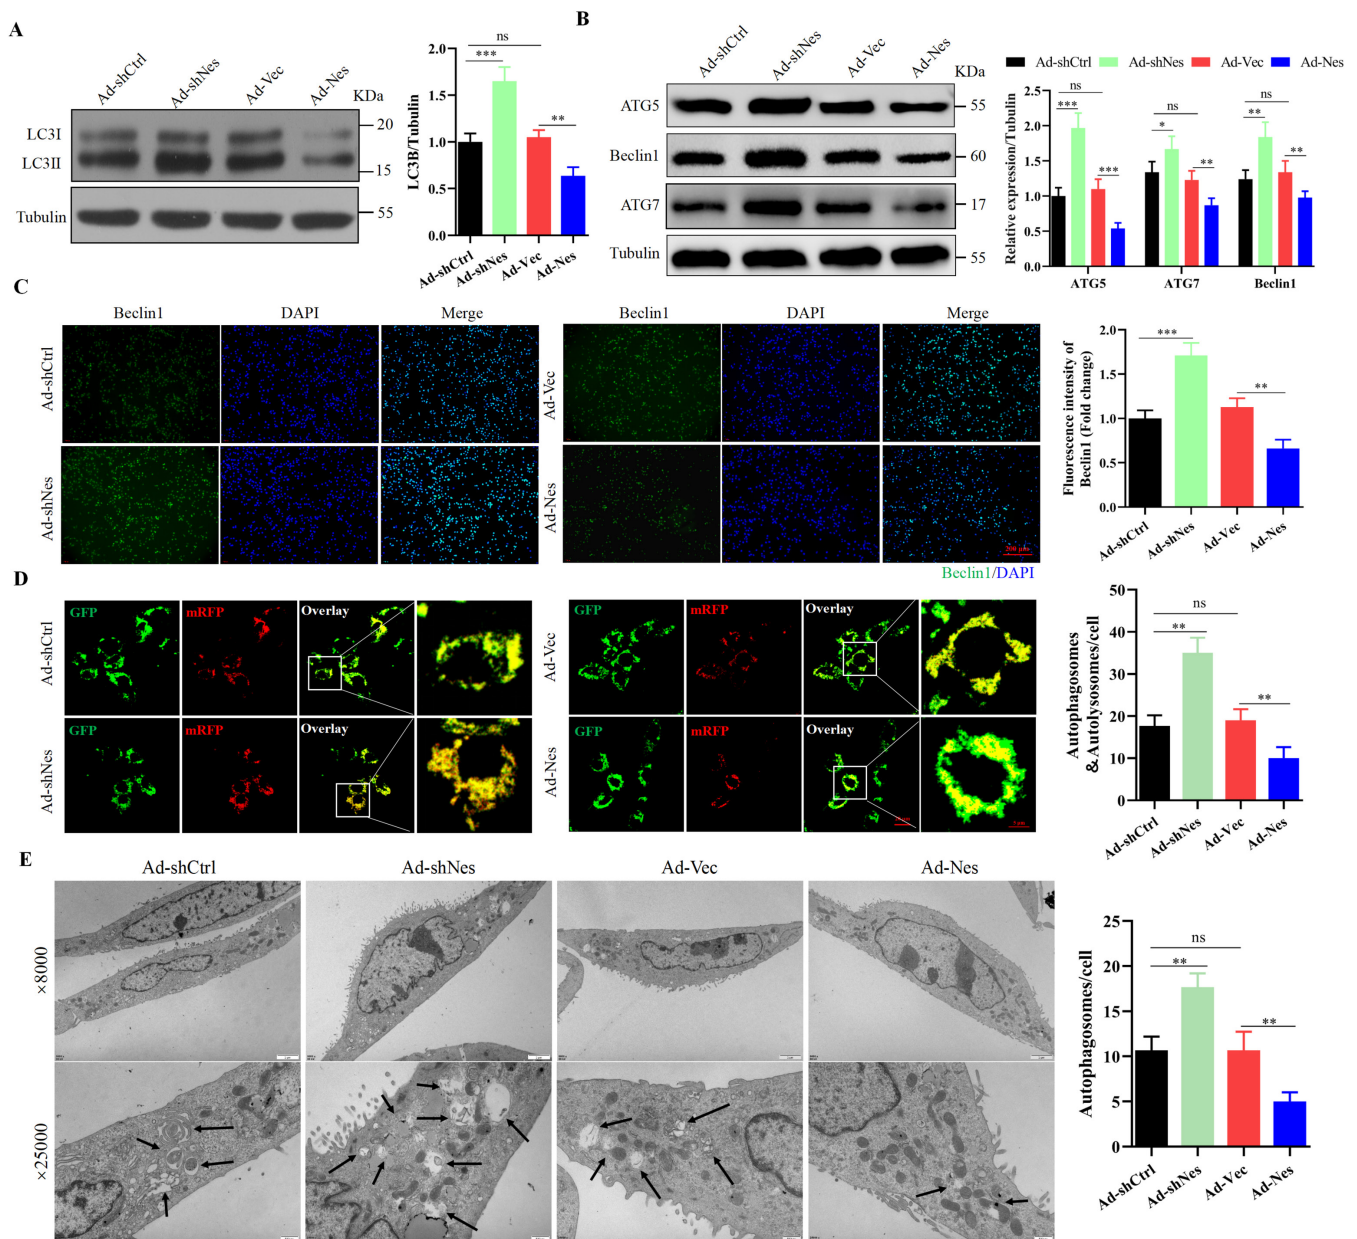 A
Ad-shCtrl
Ad-shNes
Ad-Vec
Ad-Nes
KDa
LC3I
LC3II
Tubulin
20
15
55
LC3B/Tubulin
2.0
1.5
1.0
0.5
0.0
ns
***
**
Ad-shCtrl
Ad-shNes
Ad-Vec
Ad-Nes
B
Ad-shCtrl
Ad-shNes
Ad-Vec
Ad-Nes
KDa
ATG5
55
Beclin1
60
ATG7
17
Tubulin
55
Ad-shCtrl Ad-shNes Ad-Vec Ad-Nes
Relative expression/Tubulin
2.5
2.0
1.5
1.0
0.5
0.0
ns
***
***
ns
*
**
ns
**
**
ATG5 ATG7 Beclin1
C
Beclin1 DAPI Merge
Ad-shCtrl
Ad-shNes
Beclin1 DAPI Merge
Ad-Vec
Ad-Nes
200 μm
Beclin1/DAPI
Fluorescence intensity of
Beclin1 (Fold change)
2.0
1.5
1.0
0.5
0.0
***
**
Ad-shCtrl
Ad-shNes
Ad-Vec
Ad-Nes
D
Ad-shCtrl
GFP mRFP Overlay
Ad-shNes
GFP mRFP Overlay
Ad-Vec
GFP mRFP Overlay
Ad-Nes
GFP mRFP Overlay
Autophagosomes
& Autolysosomes/cell
50
40
30
20
10
0
ns
**
**
Ad-shCtrl
Ad-shNes
Ad-Vec
Ad-Nes
E
Ad-shCtrl Ad-shNes Ad-Vec Ad-Nes
×8000
×25000
Autophagosomes/cell
25
20
15
10
5
0
ns
**
**
Ad-shCtrl
Ad-shNes
Ad-Vec
Ad-Nes